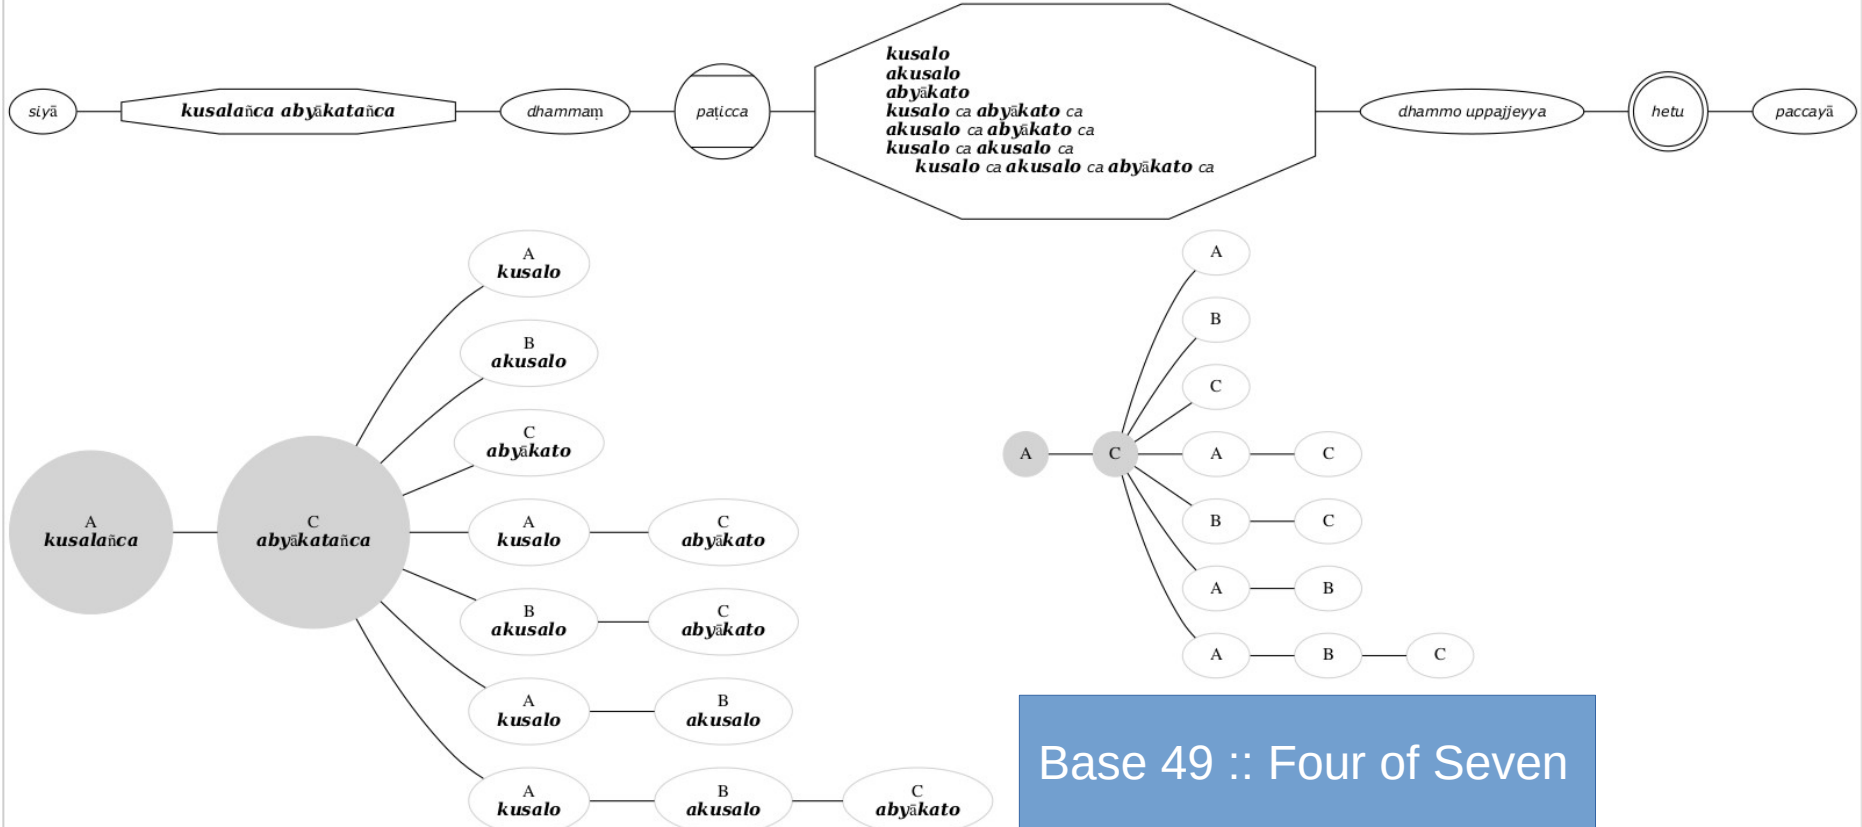 siyā
kusalañca abyākatañca
dhammaṃ
paṭicca
kusalo
akusalo
abyākato
kusalo ca abyākato ca
akusalo ca abyākato ca
kusalo ca akusalo ca
kusalo ca akusalo ca abyākato ca
dhammo uppajjeyya
hetu
paccayā
A
kusalañca
C
abyākatañca
A
kusalo
B
akusalo
C
abyākato
A
kusalo
C
abyākato
B
akusalo
C
abyākato
A
kusalo
B
akusalo
A
kusalo
B
akusalo
C
abyākato
A
C
A
B
C
A C
B C
A B
A B C
Base 49 :: Four of Seven